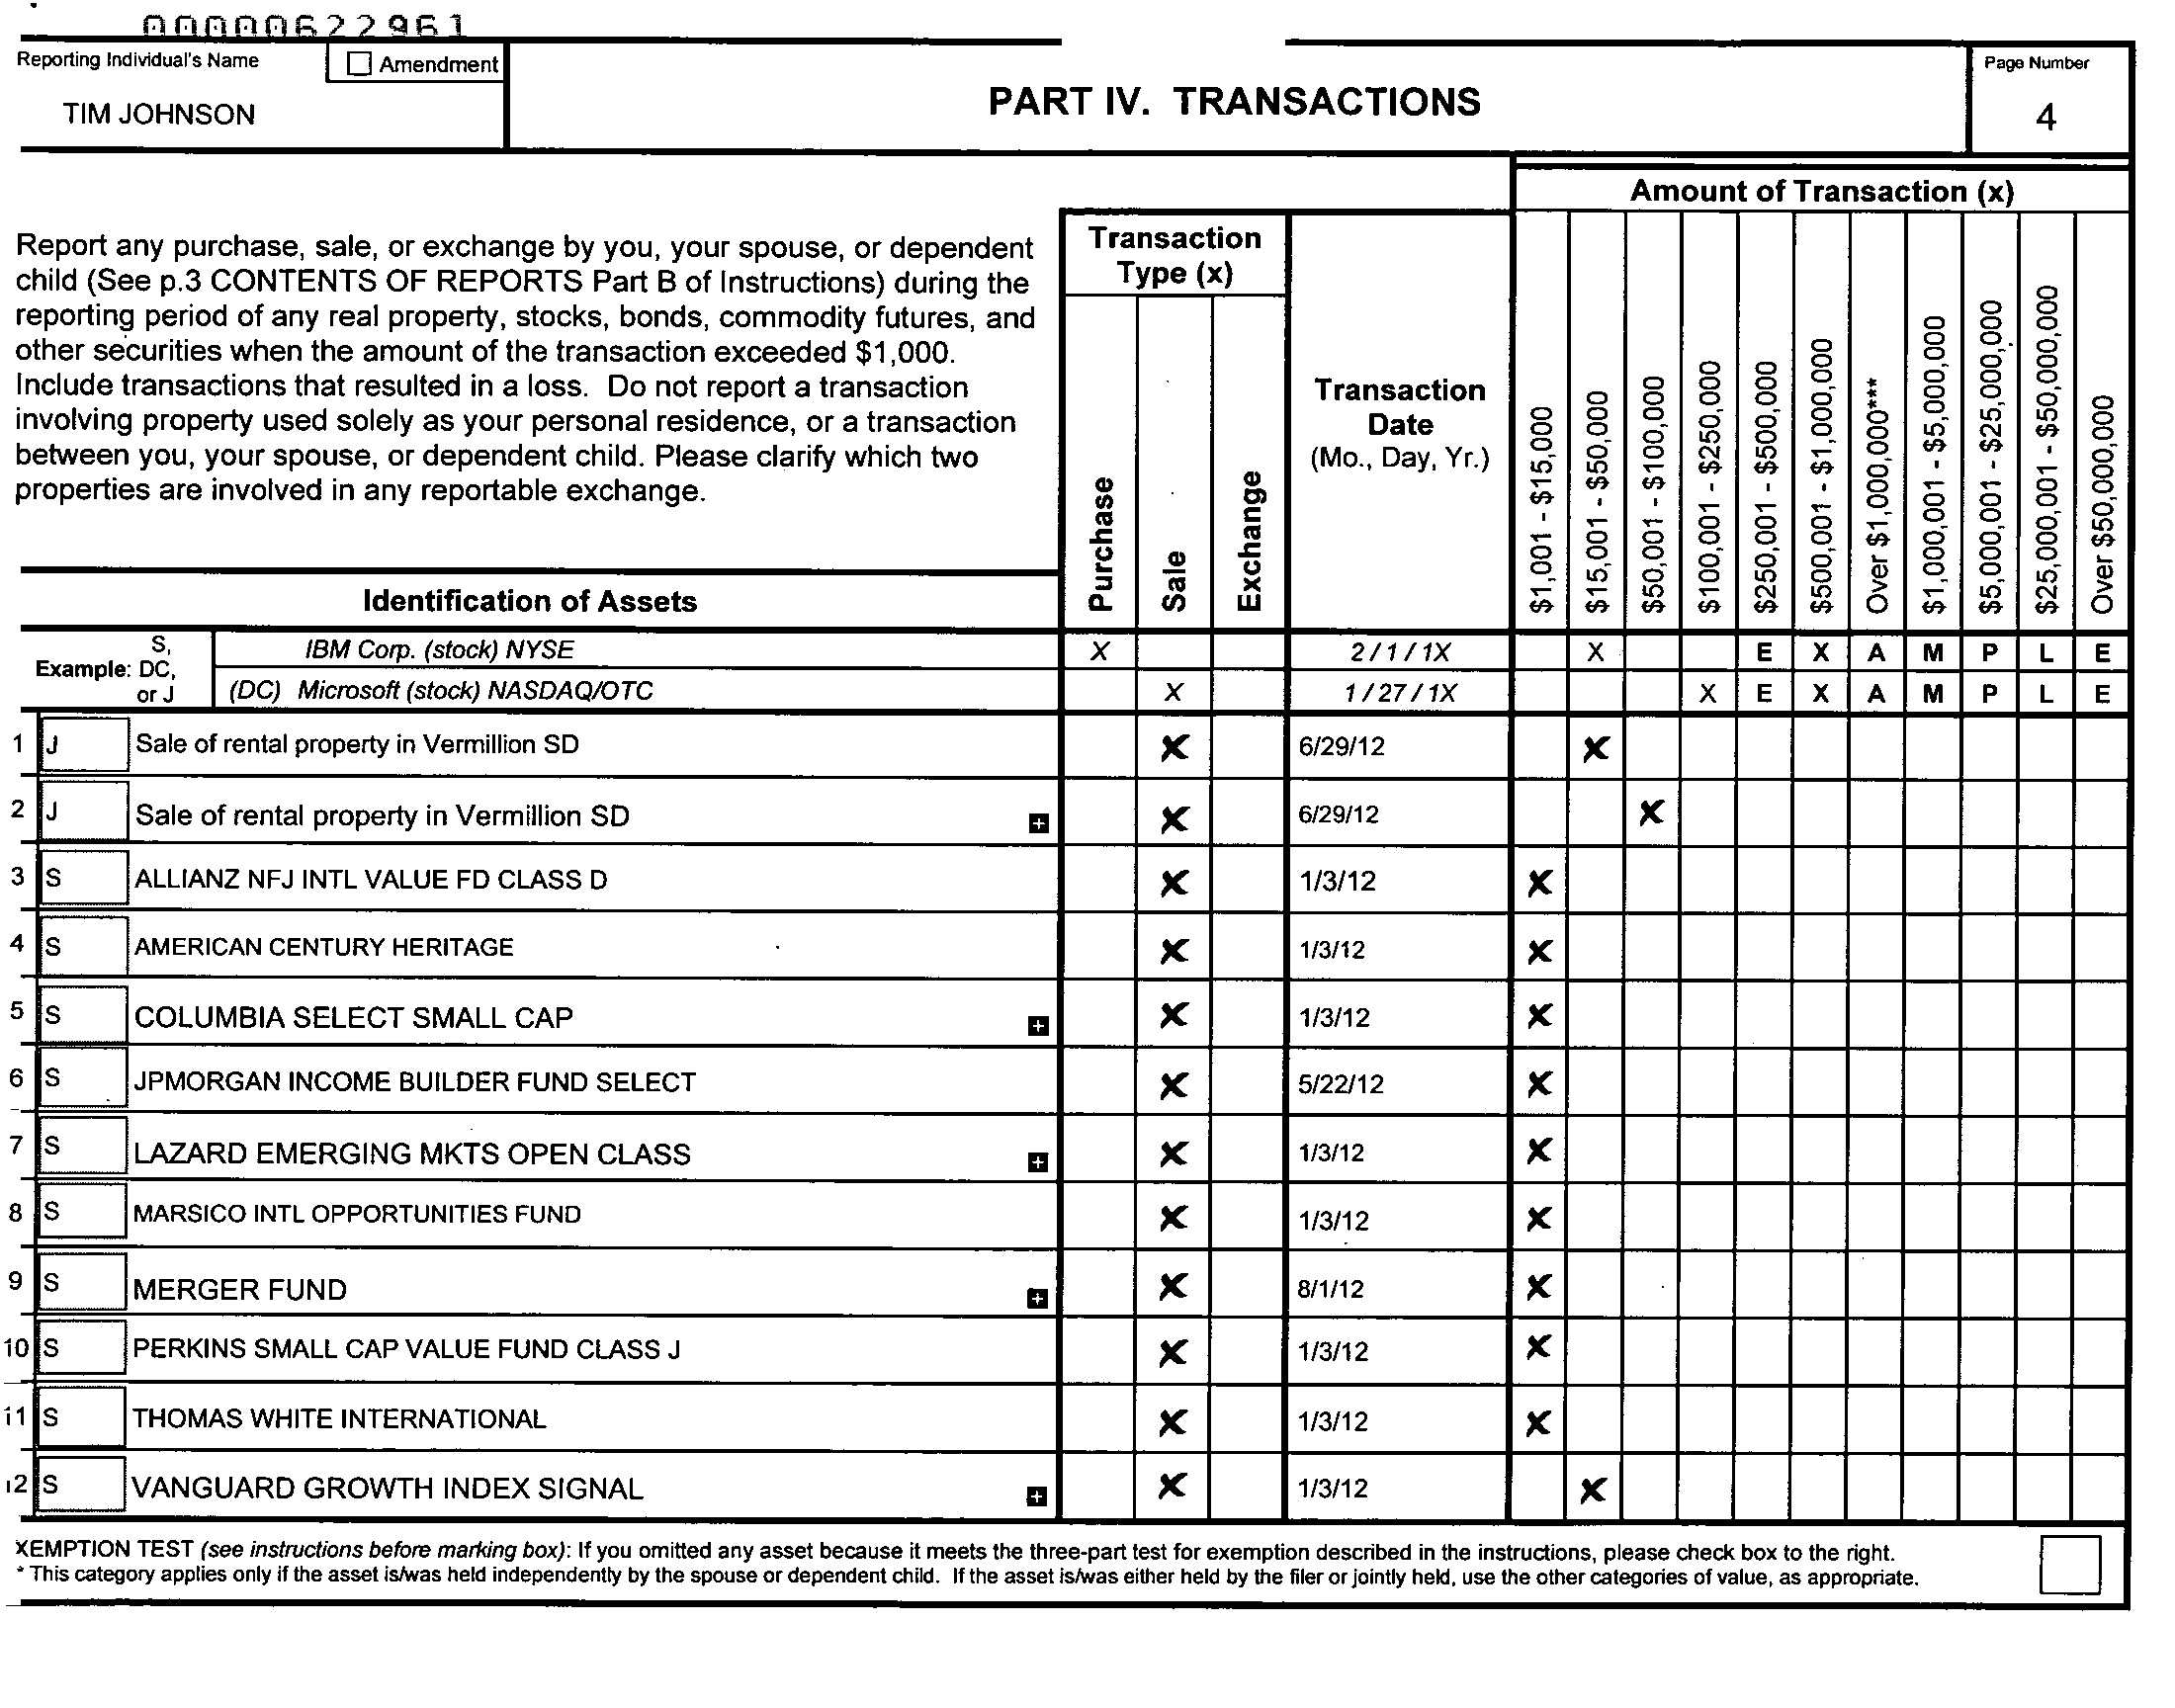 00000622961
Reporting Individual's Name
Amendment
TIM JOHNSON
PART IV. TRANSACTIONS
Page Number
4
Report any purchase, sale, or exchange by you, your spouse, or dependent
child (See p.3 CONTENTS OF REPORTS Part B of Instructions) during the
reporting period of any real property, stocks, bonds, commodity futures, and
other securities when the amount of the transaction exceeded $1,000.
Include transactions that resulted in a loss. Do not report a transaction
involving property used solely as your personal residence, or a transaction
between you, your spouse, or dependent child. Please clarify which two
properties are involved in any reportable exchange.
Identification of Assets
Transaction
Type (x)
Purchase
Sale
Exchange
Transaction
Date
(Mo., Day, Yr.)
Amount of Transaction (x)
$1,001 - $15,000
$15,001 - $50,000
$50,001 - $100,000
$100,001 - $250,000
$250,001 - $500,000
$500,001 - $1,000,000
Over $1,000,000***
$1,000,001 - $5,000,000
$5,000,001 - $25,000,000
$25,000,001 - $50,000,000
Over $50,000,000
Example: S, DC, or J
IBM Corp. (stock) NYSE X 2 / 1 / 1X X E X A M P L E
(DC) Microsoft (stock) NASDAQ/OTC X 1 / 27 / 1X X E X A M P L E
1 J Sale of rental property in Vermillion SD X 6/29/12 X
2 J Sale of rental property in Vermillion SD + X 6/29/12 X
3 S ALLIANZ NFJ INTL VALUE FD CLASS D X 1/3/12 X
4 S AMERICAN CENTURY HERITAGE X 1/3/12 X
5 S COLUMBIA SELECT SMALL CAP + X 1/3/12 X
6 S JPMORGAN INCOME BUILDER FUND SELECT X 5/22/12 X
7 S LAZARD EMERGING MKTS OPEN CLASS + X 1/3/12 X
8 S MARSICO INTL OPPORTUNITIES FUND X 1/3/12 X
9 S MERGER FUND + X 8/1/12 X
10 S PERKINS SMALL CAP VALUE FUND CLASS J X 1/3/12 X
11 S THOMAS WHITE INTERNATIONAL X 1/3/12 X
12 S VANGUARD GROWTH INDEX SIGNAL + X 1/3/12 X
XEMPTION TEST (see instructions before marking box): If you omitted any asset because it meets the three-part test for exemption described in the instructions, please check box to the right.
* This category applies only if the asset is/was held independently by the spouse or dependent child. If the asset is/was either held by the filer or jointly held, use the other categories of value, as appropriate.